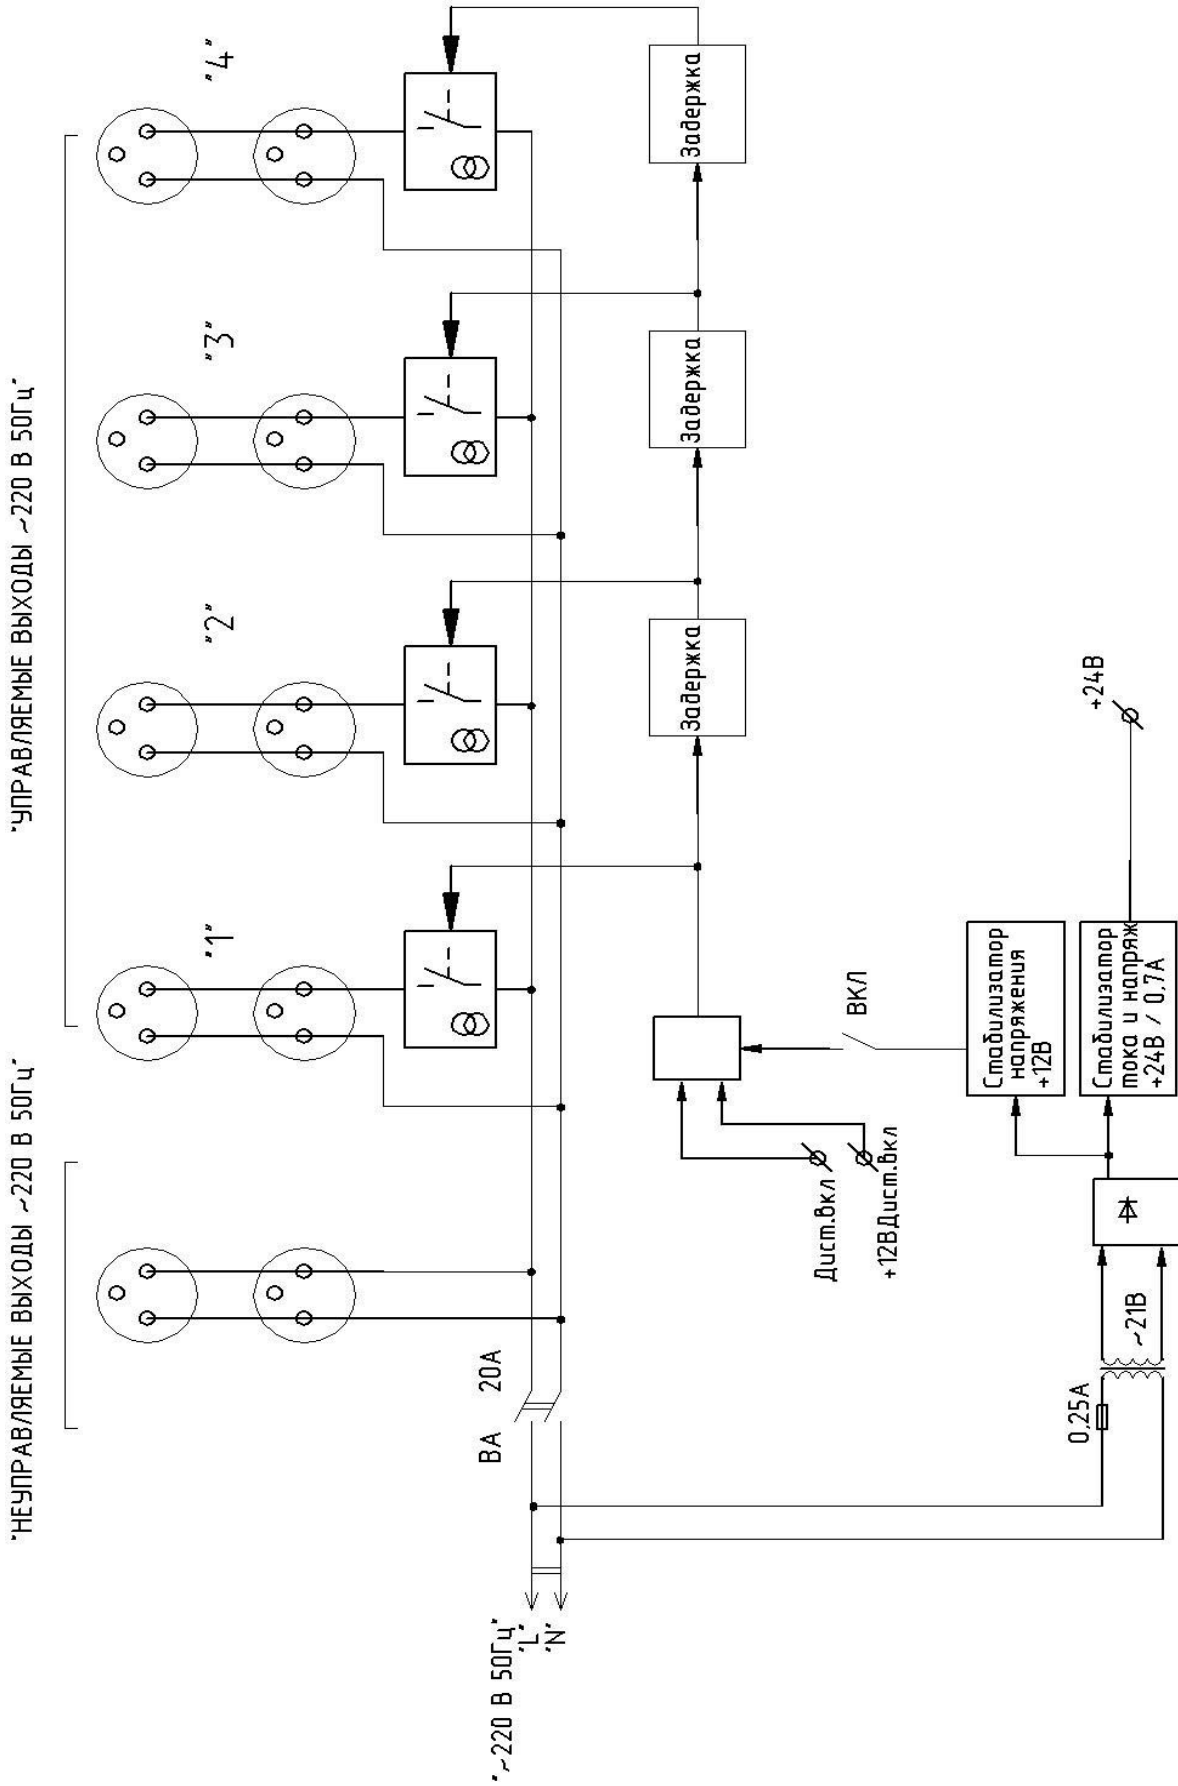 "НЕУПРАВЛЯЕМЫЕ ВЫХОДЫ ~220 В 50Гц"
"УПРАВЛЯЕМЫЕ ВЫХОДЫ ~220 В 50Гц"
"1"
"2"
"3"
"4"
"~220 В 50Гц"
"L"
"N"
ВА
20А
Задержка
Задержка
Задержка
Дист.вкл
+12ВДист.вкл
ВКЛ
Стабилизатор
напряжения
+12В
Стабилизатор
тока и напряж
+24В / 0,7А
+24В
0,25А
~21В